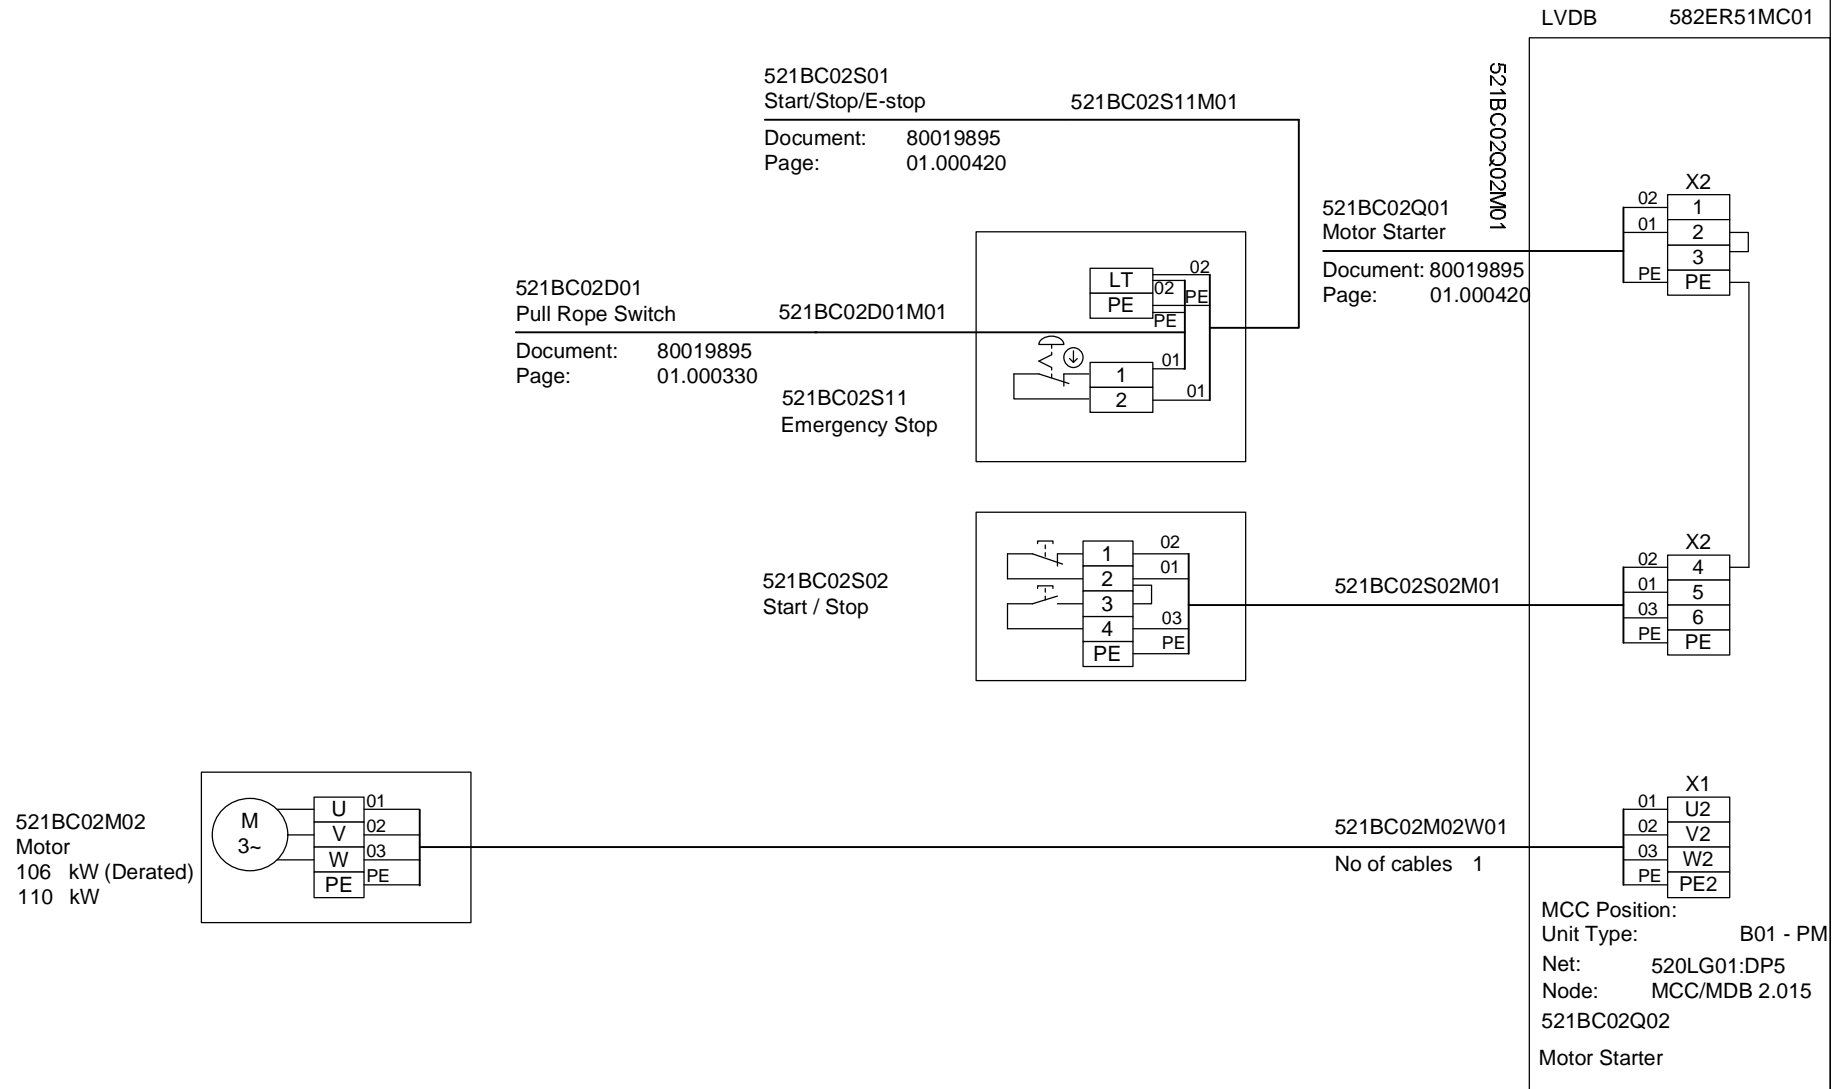 LVDB 582ER51MC01
521BC02S01
Start/Stop/E-stop 521BC02S11M01
Document: 80019895
Page: 01.000420
521BC02Q02M01
521BC02Q01
Motor Starter
Document: 80019895
Page: 01.000420
X2
02 1
01 2
3
PE PE
521BC02D01
Pull Rope Switch 521BC02D01M01
Document: 80019895
Page: 01.000330
521BC02S11
Emergency Stop
LT 02
02
PE PE
PE
1 01
2 01
521BC02S02
Start / Stop
1 02
2 01
3
4 03
PE PE
521BC02S02M01
X2
02 4
01 5
03 6
PE PE
521BC02M02
Motor
106 kW (Derated)
110 kW
M
3~
U 01
V 02
W 03
PE PE
521BC02M02W01
No of cables 1
X1
01 U2
02 V2
03 W2
PE PE2
MCC Position:
Unit Type: B01 - PM
Net: 520LG01:DP5
Node: MCC/MDB 2.015
521BC02Q02
Motor Starter